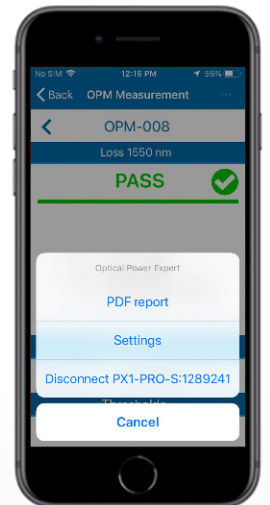 No SIM 12:15 PM 56%
Back OPM Measurement ...
OPM-008
Loss 1550 nm
PASS
Optical Power Expert
PDF report
Settings
Disconnect PX1-PRO-S:1289241
Thresholds
Cancel